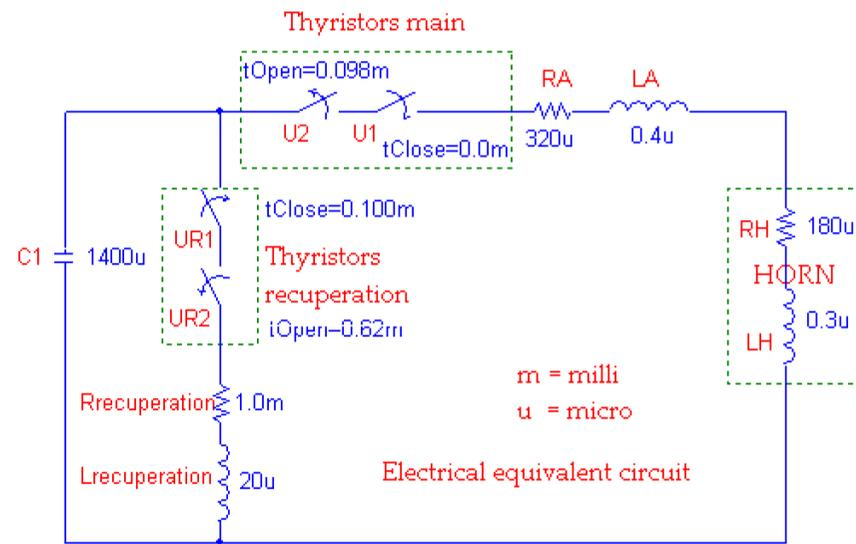 Thyristors main
tOpen=0.098m
RA
LA
U2
U1
tClose=0.0m
320u
0.4u
tClose=0.100m
UR1
C1
1400u
Thyristors
recuperation
UR2
iOpen=0.62m
RH
180u
HORN
0.3u
LH
m = milli
u = micro
Rrecuperation
1.0m
Lrecuperation
20u
Electrical equivalent circuit